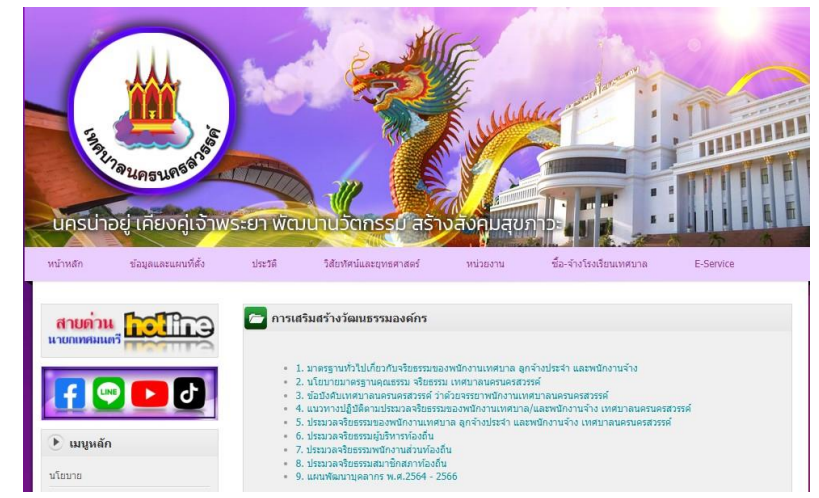 เทศบาลนครนครสวรรค์
นครน่าอยู่ เคียงคู่เจ้าพระยา พัฒนานวัตกรรม สร้างสังคมสุขภาวะ
หน้าหลัก ข้อมูลและแผนที่ตั้ง ประวัติ วิสัยทัศน์และยุทธศาสตร์ หน่วยงาน ซื้อ-จ้างโรงเรียนเทศบาล E-Service
สายด่วน hotline
นายกเทศมนตรี
LINE
เมนูหลัก
นโยบาย
การเสริมสร้างวัฒนธรรมองค์กร
1. มาตรฐานทั่วไปเกี่ยวกับจริยธรรมของพนักงานเทศบาล ลูกจ้างประจำ และพนักงานจ้าง
2. นโยบายมาตรฐานคุณธรรม จริยธรรม เทศบาลนครนครสวรรค์
3. ข้อบังคับเทศบาลนครนครสวรรค์ ว่าด้วยจรรยาพนักงานเทศบาลนครนครสวรรค์
4. แนวทางปฏิบัติตามประมวลจริยธรรมของพนักงานเทศบาล/และพนักงานจ้าง เทศบาลนครนครสวรรค์
5. ประมวลจริยธรรมของพนักงานเทศบาล ลูกจ้างประจำ และพนักงานจ้าง เทศบาลนครนครสวรรค์
6. ประมวลจริยธรรมผู้บริหารท้องถิ่น
7. ประมวลจริยธรรมพนักงานส่วนท้องถิ่น
8. ประมวลจริยธรรมสมาชิกสภาท้องถิ่น
9. แผนพัฒนาบุคลากร พ.ศ.2564 - 2566